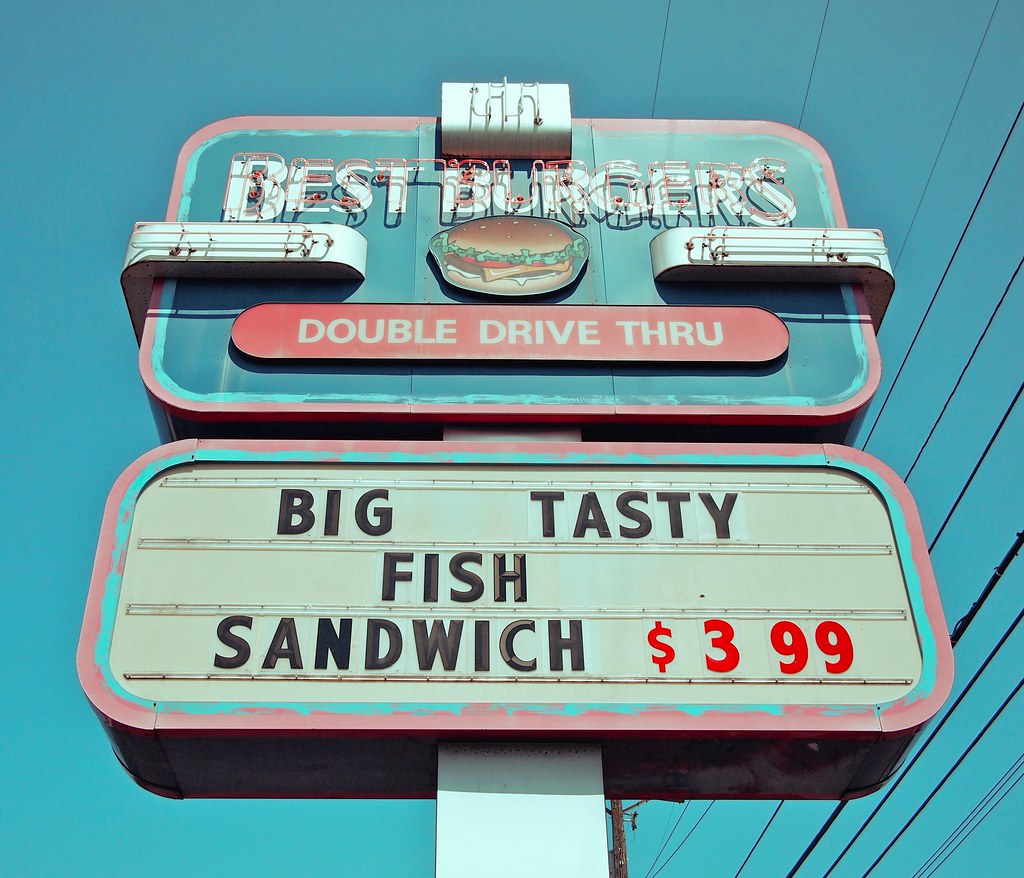 BEST BURGERS
DOUBLE DRIVE THRU
BIG TASTY
FISH
SANDWICH $3 99